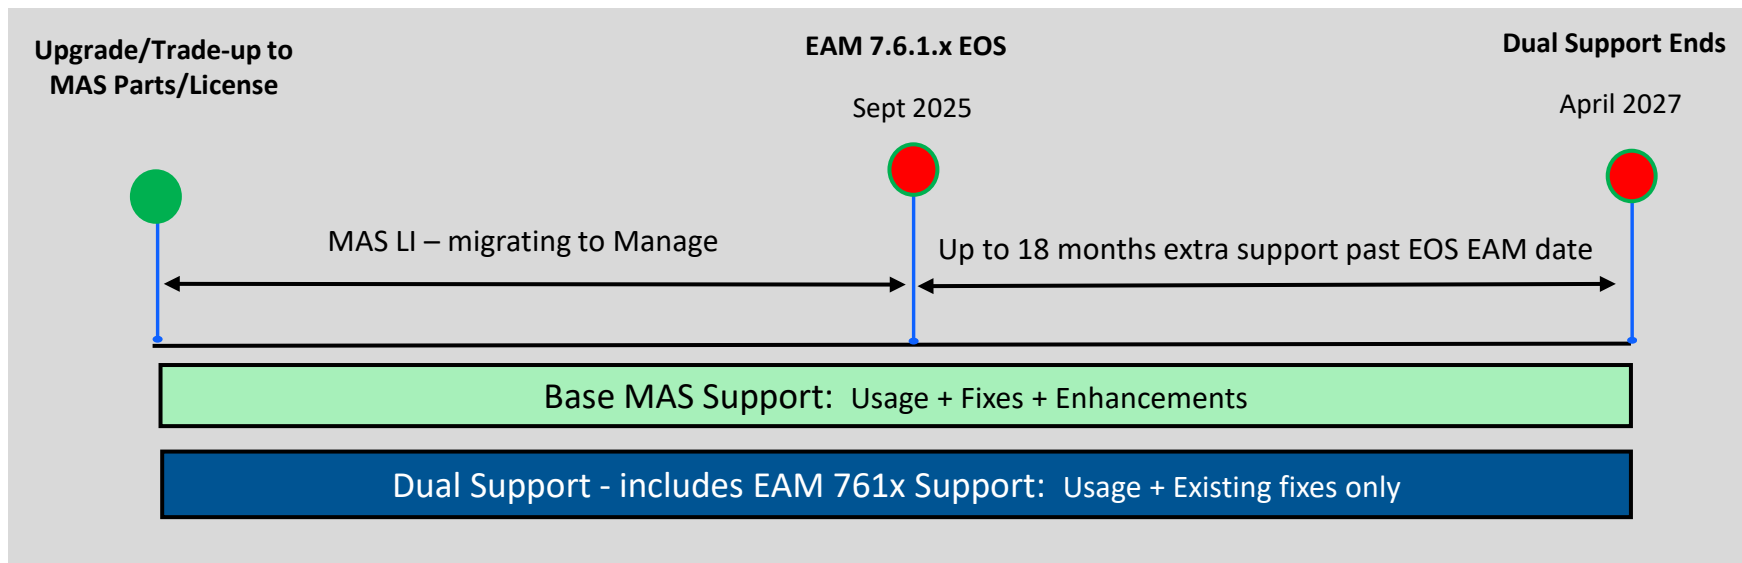 Upgrade/Trade-up to
MAS Parts/License
EAM 7.6.1.x EOS
Sept 2025
Dual Support Ends
April 2027
MAS LI – migrating to Manage
Up to 18 months extra support past EOS EAM date
Base MAS Support: Usage + Fixes + Enhancements
Dual Support - includes EAM 761x Support: Usage + Existing fixes only